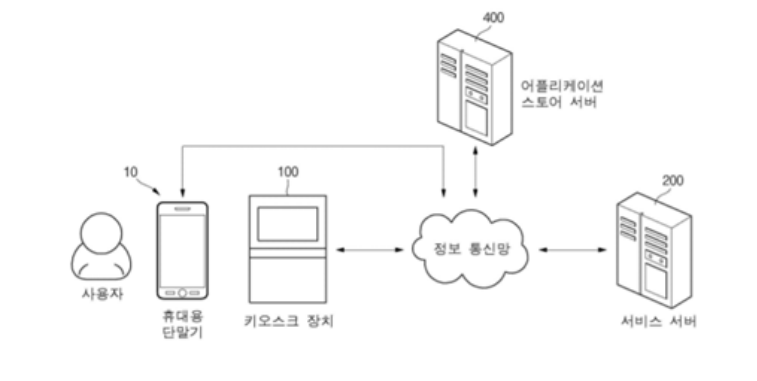 400
어플리케이션
스토어 서버
10
100
200
정보 통신망
사용자
휴대용
단말기
키오스크 장치
서비스 서버